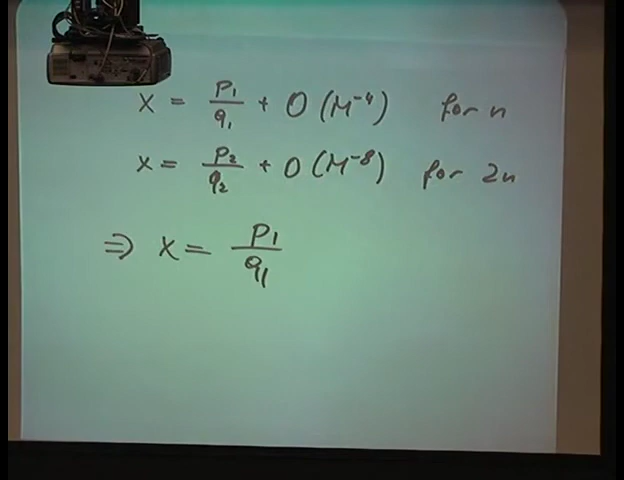 x = p₁/q₁ + O(M⁻⁴) for n
x = p₂/q₂ + O(M⁻⁸) for 2n
⇒ x = p₁/q₁